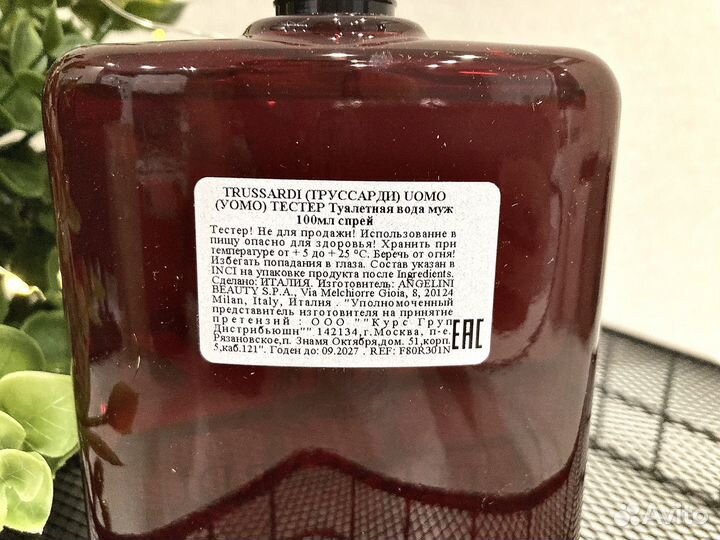 TRUSSARDI (ТРУССАРДИ) UOMO
(УОМО) ТЕСТЕР Туалетная вода муж
100мл спрей
Тестер! Не для продажи! Использование в
пищу опасно для здоровья! Хранить при
температуре от + 5 до + 25 °С. Беречь от огня!
Избегать попадания в глаза. Состав указан в
INCI на упаковке продукта после Ingredients.
Сделано: ИТАЛИЯ. Изготовитель: ANGELINI
BEAUTY S.P.A., Via Melchiorre Gioia, 8, 20124
Milan, Italy, Италия . "Уполномоченный
представитель изготовителя на принятие
претензий : ООО ""Курс Груп
Дистрибьюшн"" 142134,г.Москва, п-е.
Рязановское,п. Знамя Октября,дом. 51,корп.
5,каб.121". Годен до: 09.2027 . REF: F80R301N
EAC
Avito